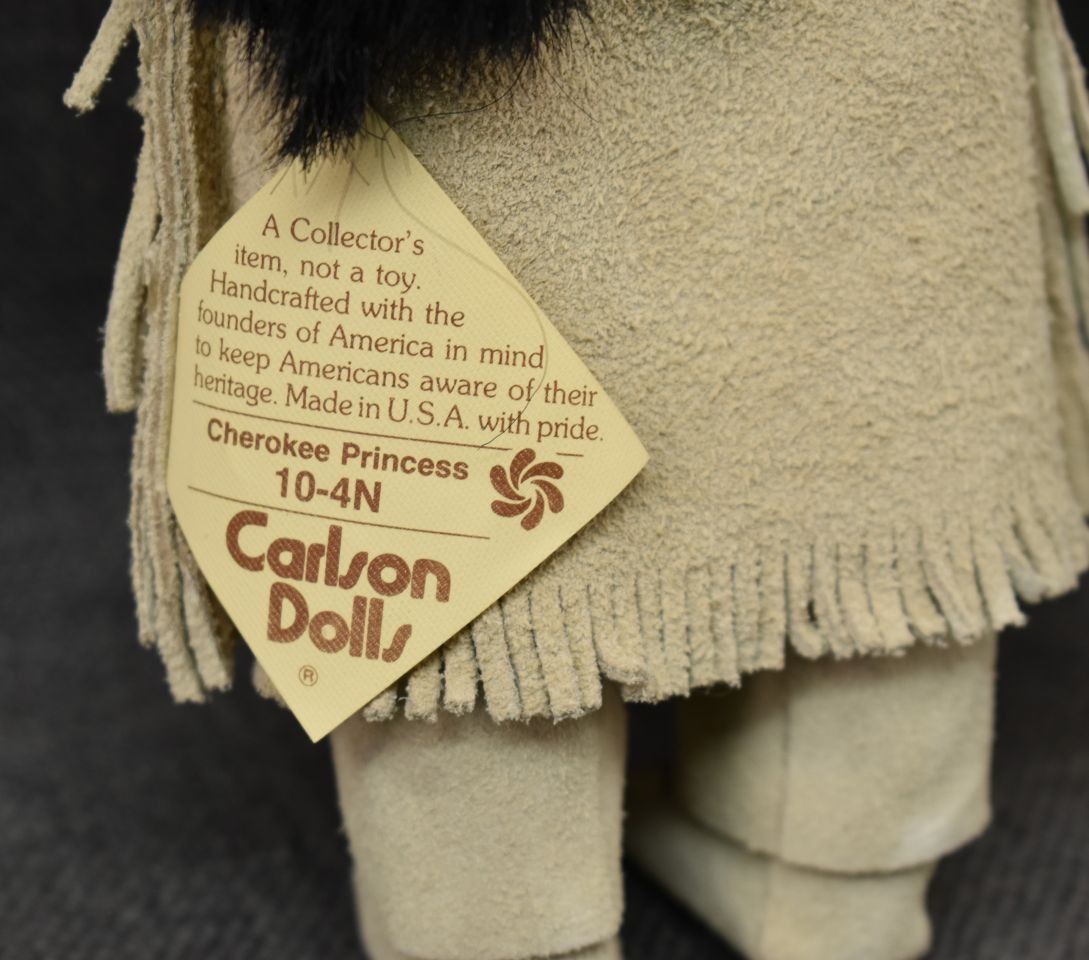 A Collector's
item, not a toy.
Handcrafted with the
founders of America in mind
to keep Americans aware of their
heritage. Made in U.S.A. with pride.
Cherokee Princess
10-4N
Carlson
Dolls
®